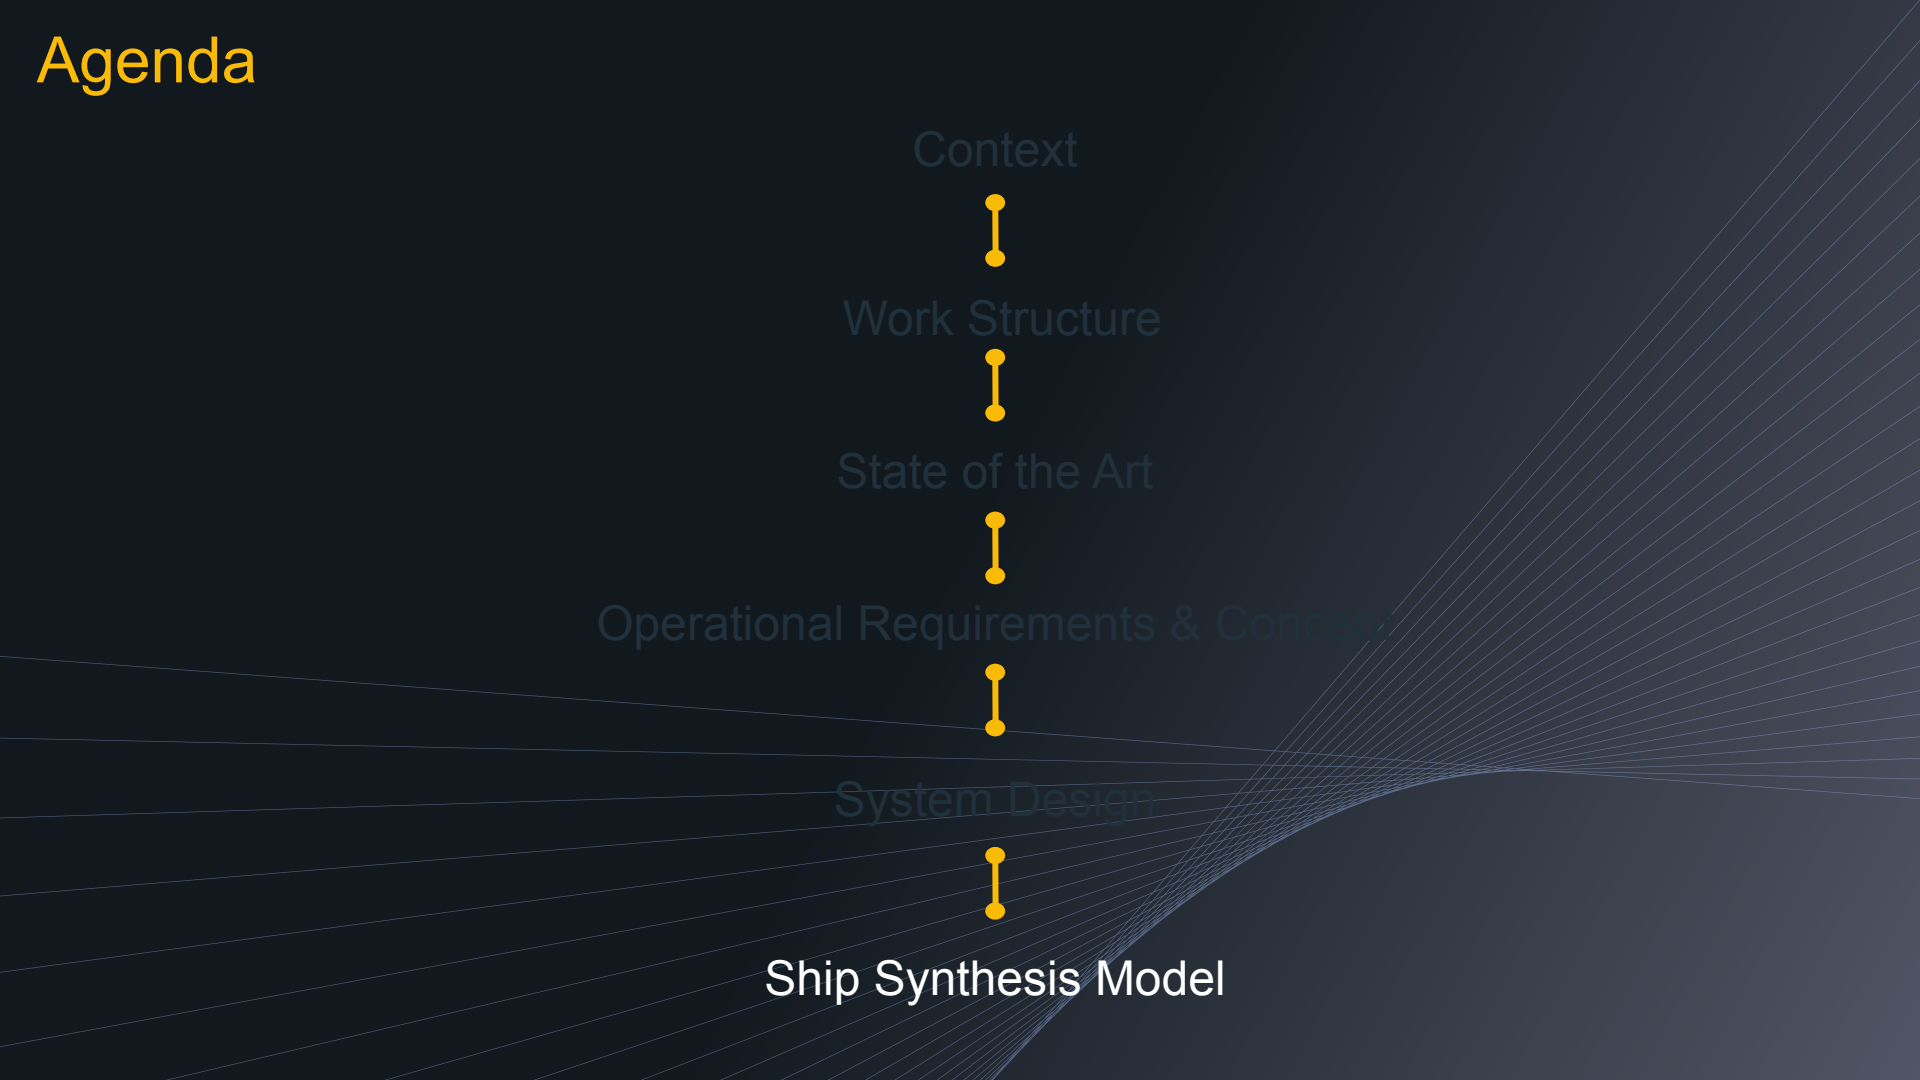 Agenda
Context
Work Structure
State of the Art
Operational Requirements & Concept
System Design
Ship Synthesis Model